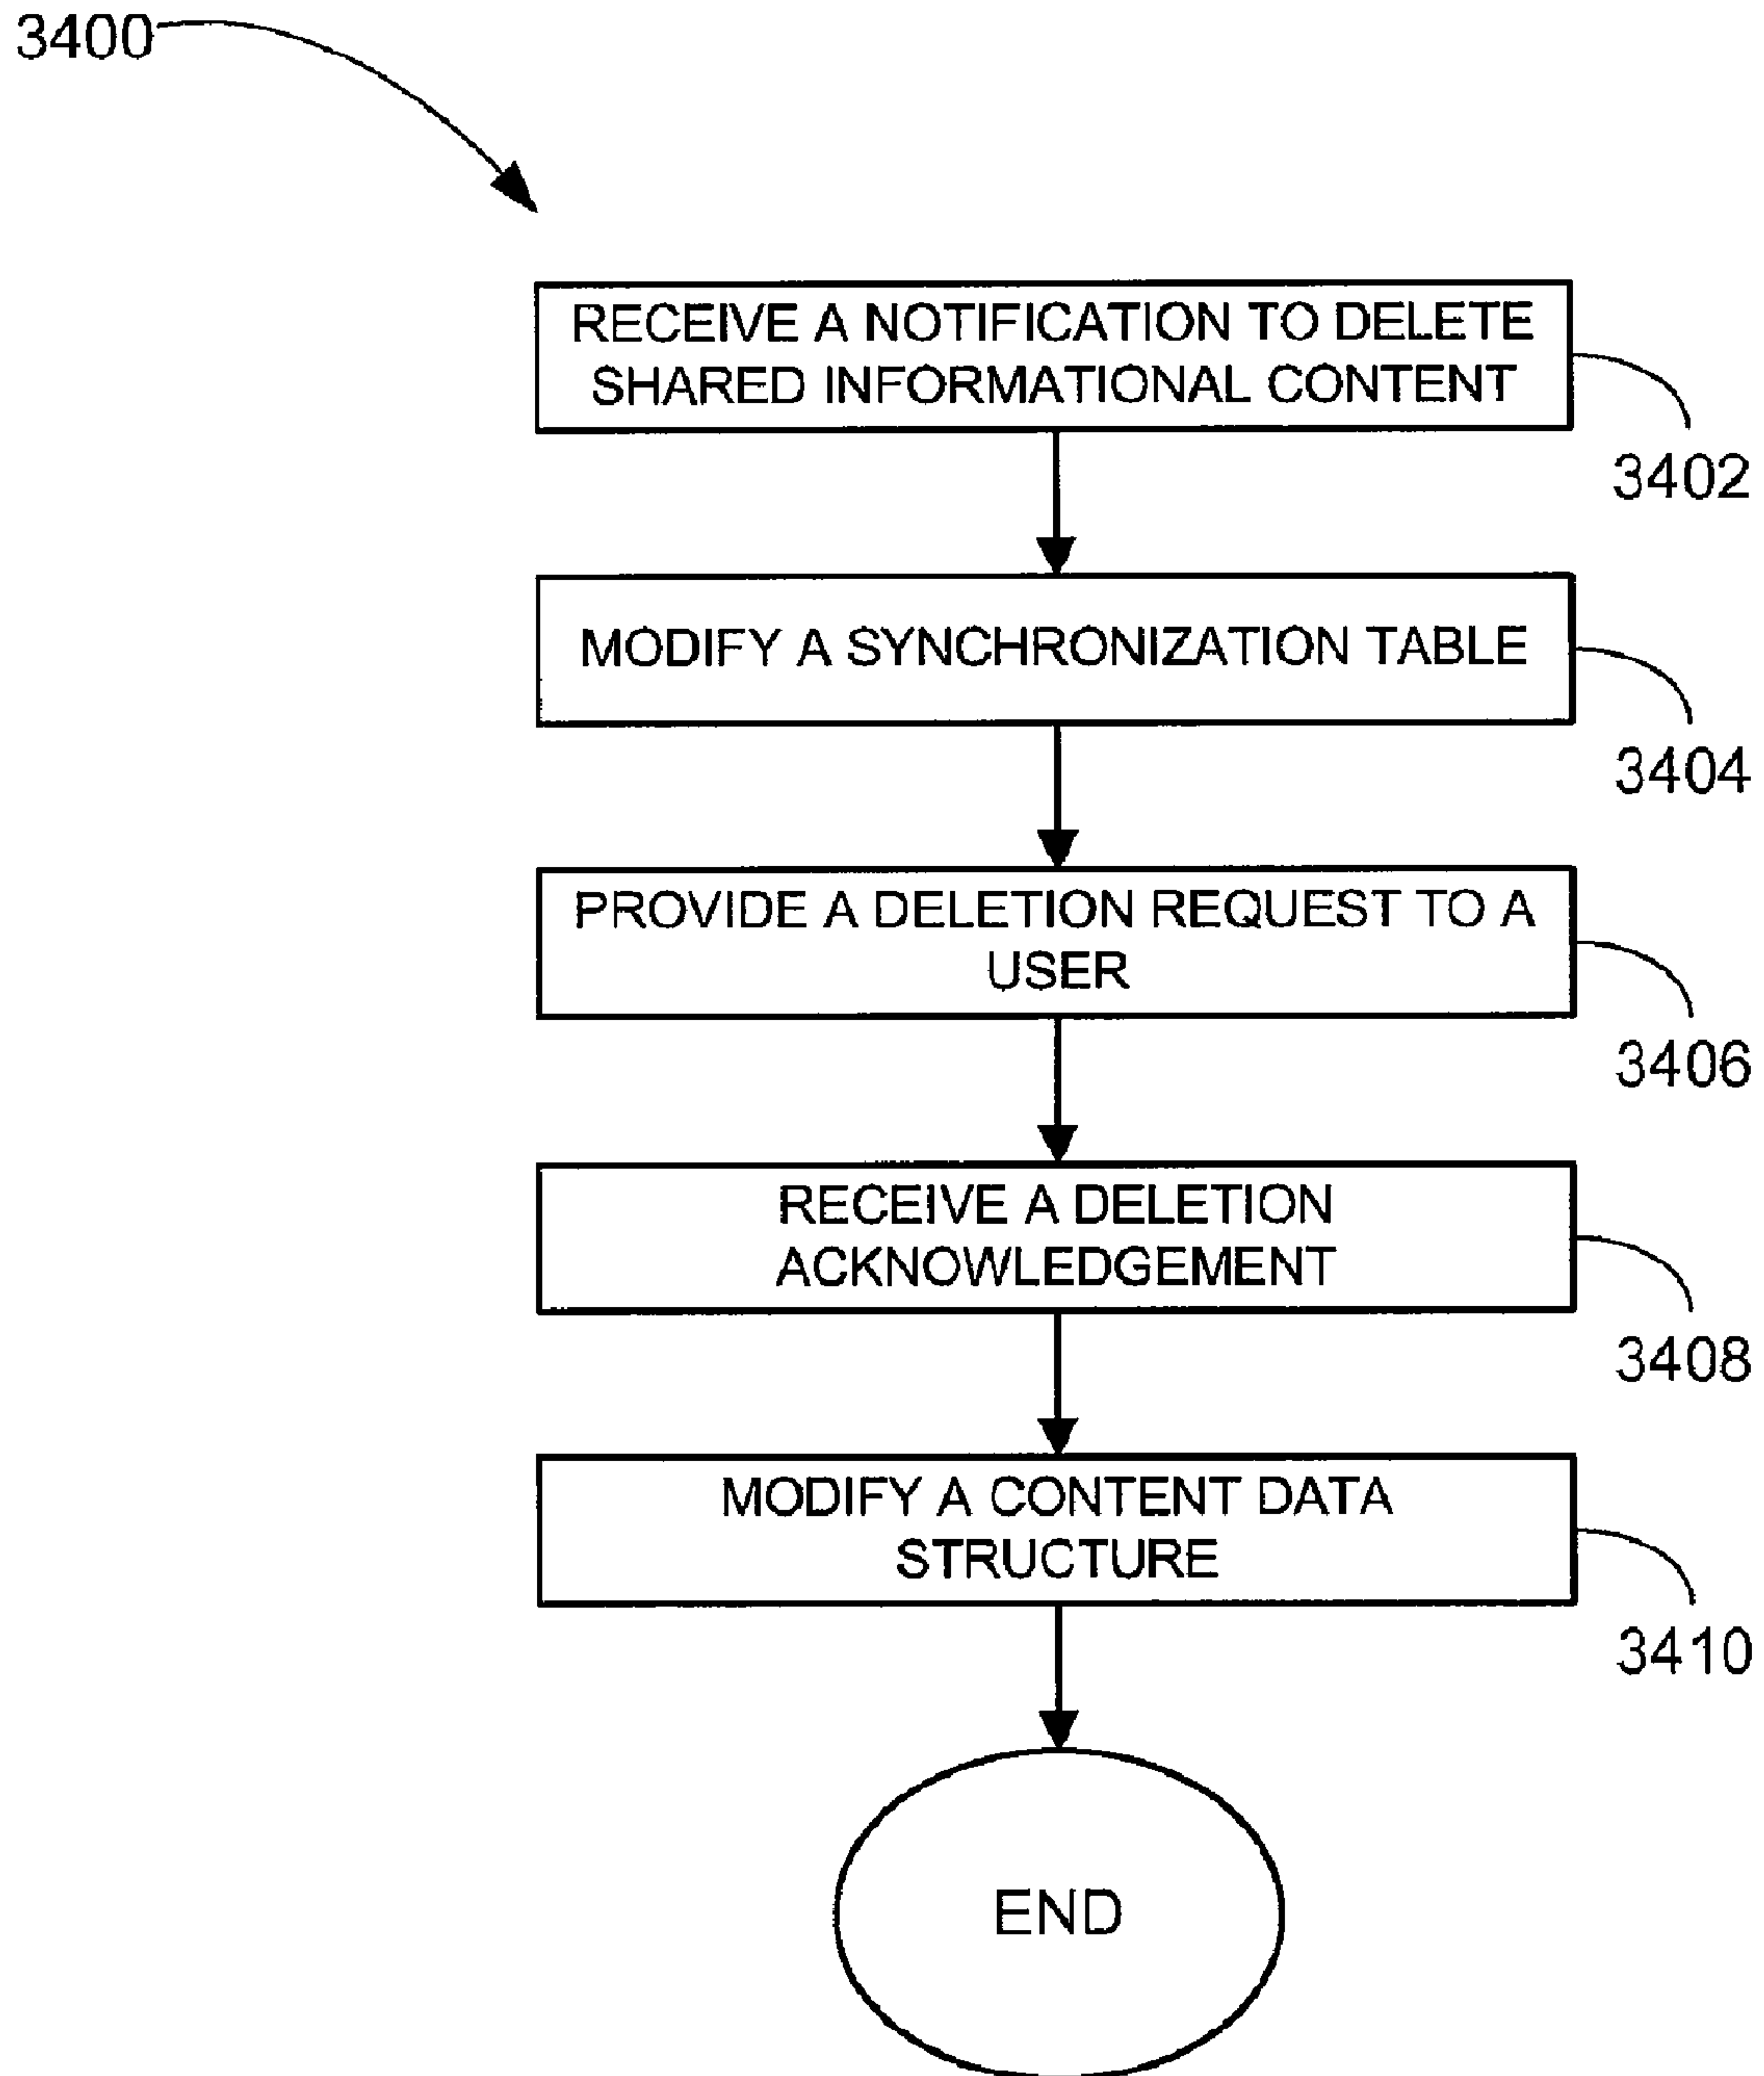 3400
RECEIVE A NOTIFICATION TO DELETE
SHARED INFORMATIONAL CONTENT
3402
MODIFY A SYNCHRONIZATION TABLE
3404
PROVIDE A DELETION REQUEST TO A
USER
3406
RECEIVE A DELETION
ACKNOWLEDGEMENT
3408
MODIFY A CONTENT DATA
STRUCTURE
3410
END